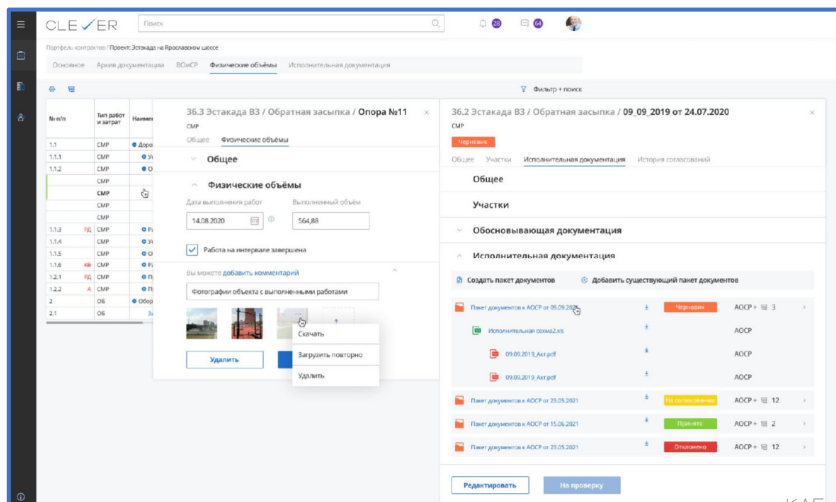 CLEVER
Поиск
28
64
Портфель контрактов / Проект: Эстакада на Ярославском шоссе
Основное Архив документации ВОиСР Физические объёмы Исполнительная документация
Фильтр + поиск
№ п/п
Тип работ и затрат
1.1 СМР
1.1.1 СМР
1.1.2 СМР
СМР
СМР
СМР
СМР
1.1.3 РД СМР
1.1.4 СМР
1.1.5 СМР
1.1.6 КВ СМР
1.2.1 РД СМР
1.2.2 А СМР
2 ОБ
2.1 ОБ
36.3 Эстакада В3 / Обратная засыпка / Опора №11
СМР
Общее Физические объёмы
Общее
Физические объёмы
Дата выполнения работ Выполненный объём
14.08.2020 564,88
Работа на интервале завершена
Вы можете добавить комментарий
Фотографии объекта с выполненными работами
Скачать
Загрузить повторно
Удалить
Удалить
36.2 Эстакада В3 / Обратная засыпка / 09_09_2019 от 24.07.2020
СМР
Черновик
Общее Участки Исполнительная документация История согласований
Общее
Участки
Обосновывающая документация
Исполнительная документация
Создать пакет документов Добавить существующий пакет документов
Пакет документов к АОСР от 05.09.2021 Черновик АОСР + 3
Исполнительная схема2.xls АОСР
09.09.2019_Акт.pdf АОСР
09.09.2019_Акт.pdf АОСР
Пакет документов к АОСР от 23.05.2021 На согласовании АОСР + 12
Пакет документов к АОСР от 15.06.2021 Принято АОСР + 2
Пакет документов к АОСР от 23.05.2021 Отклонено АОСР + 12
Редактировать На проверку